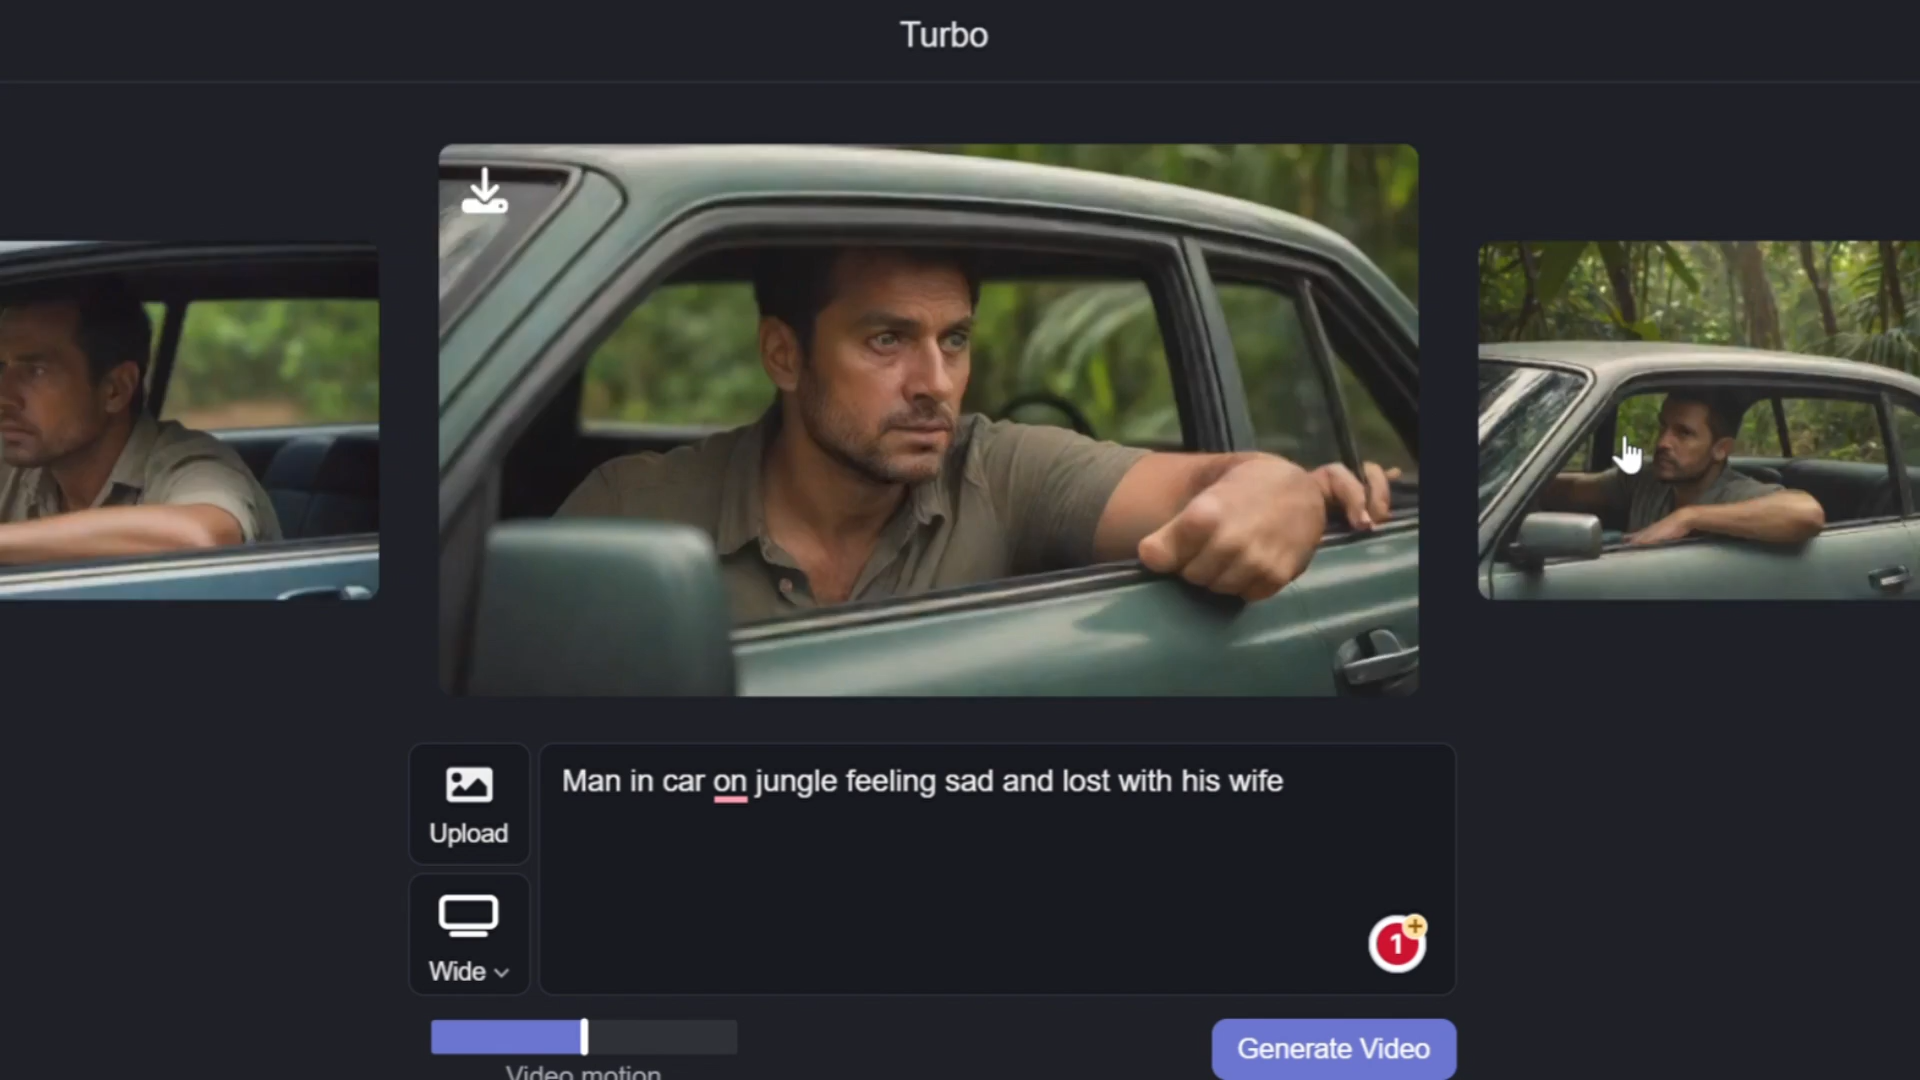 Turbo
Man in car on jungle feeling sad and lost with his wife
Upload
1
Wide
Video motion
Generate Video